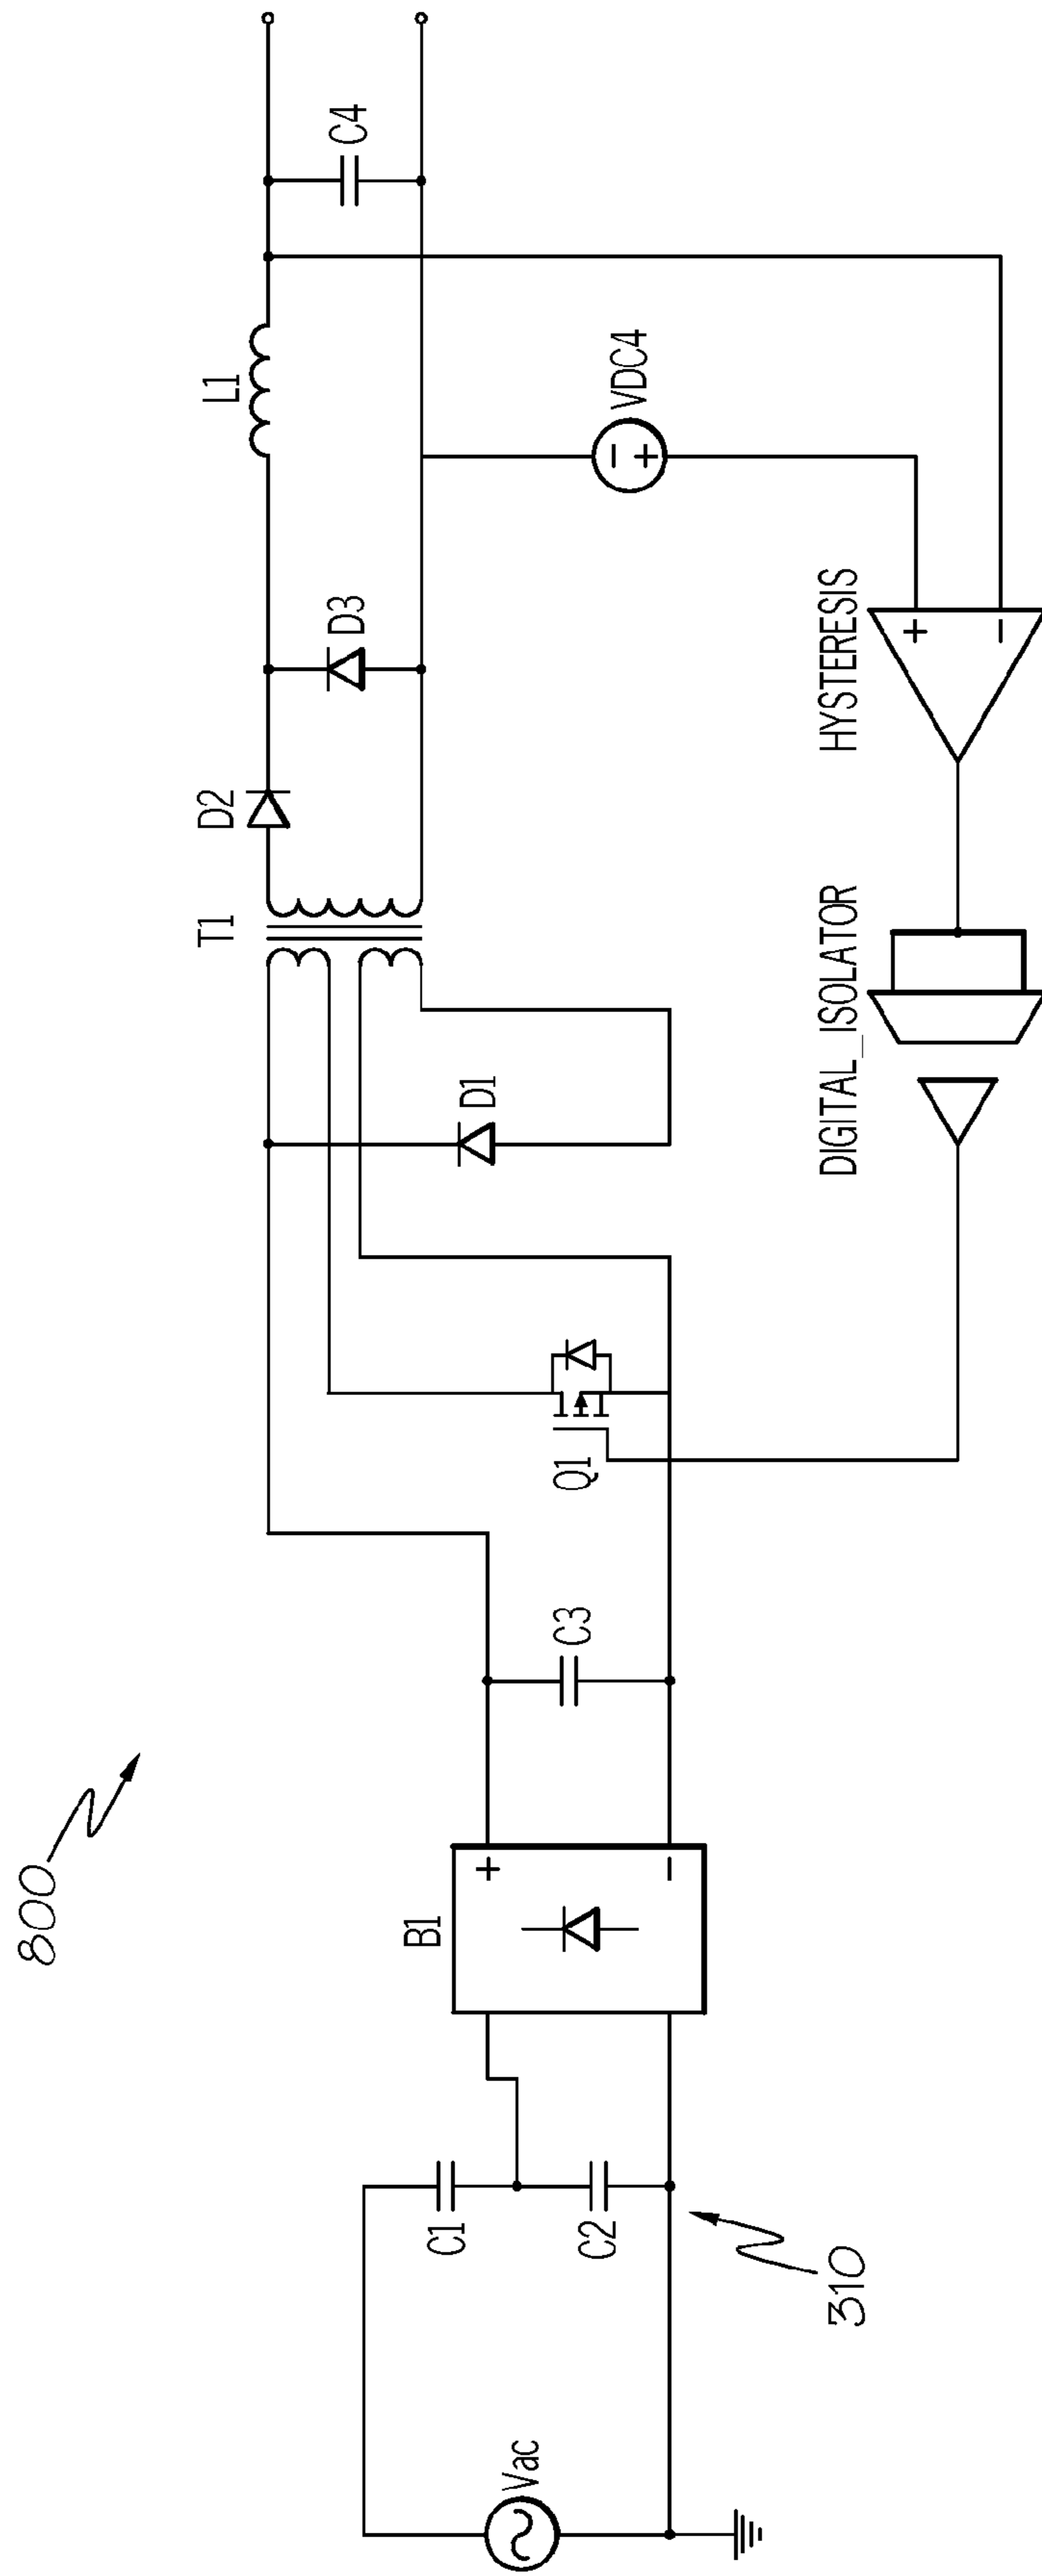 800
Vac
C1
C2
310
B1
+
−
C3
Q1
D1
T1
D2
D3
L1
C4
VDC4
−
+
HYSTERESIS
+
−
DIGITAL_ISOLATOR